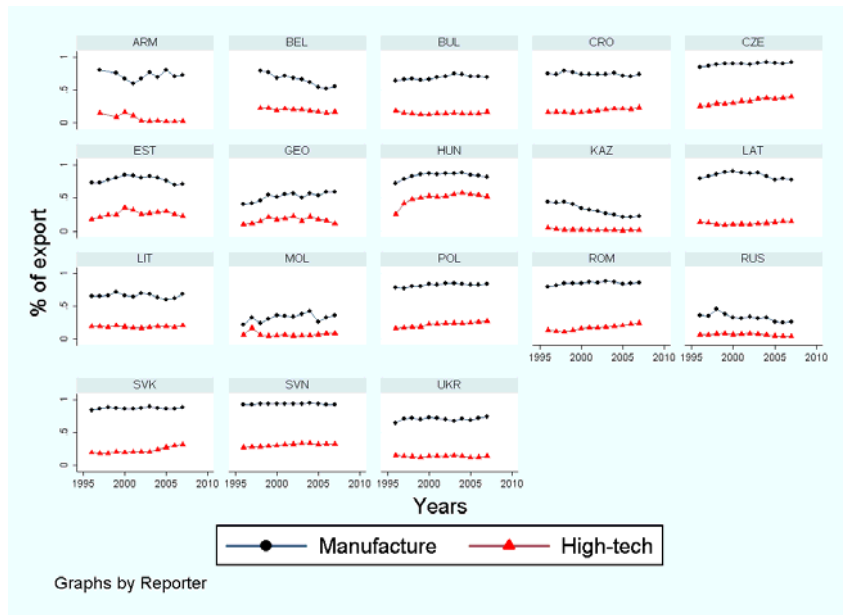 ARM BEL BUL CRO CZE
1
.5
0
EST GEO HUN KAZ LAT
1
.5
0
LIT MOL POL ROM RUS
1
.5
0
1995 2000 2005 2010 1995 2000 2005 2010
SVK SVN UKR
1
.5
0
1995 2000 2005 2010 1995 2000 2005 2010 1995 2000 2005 2010
% of export
Years
Manufacture High-tech
Graphs by Reporter